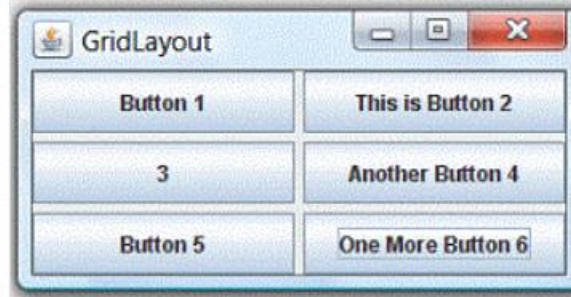 GridLayout
Button 1
This is Button 2
3
Another Button 4
Button 5
One More Button 6